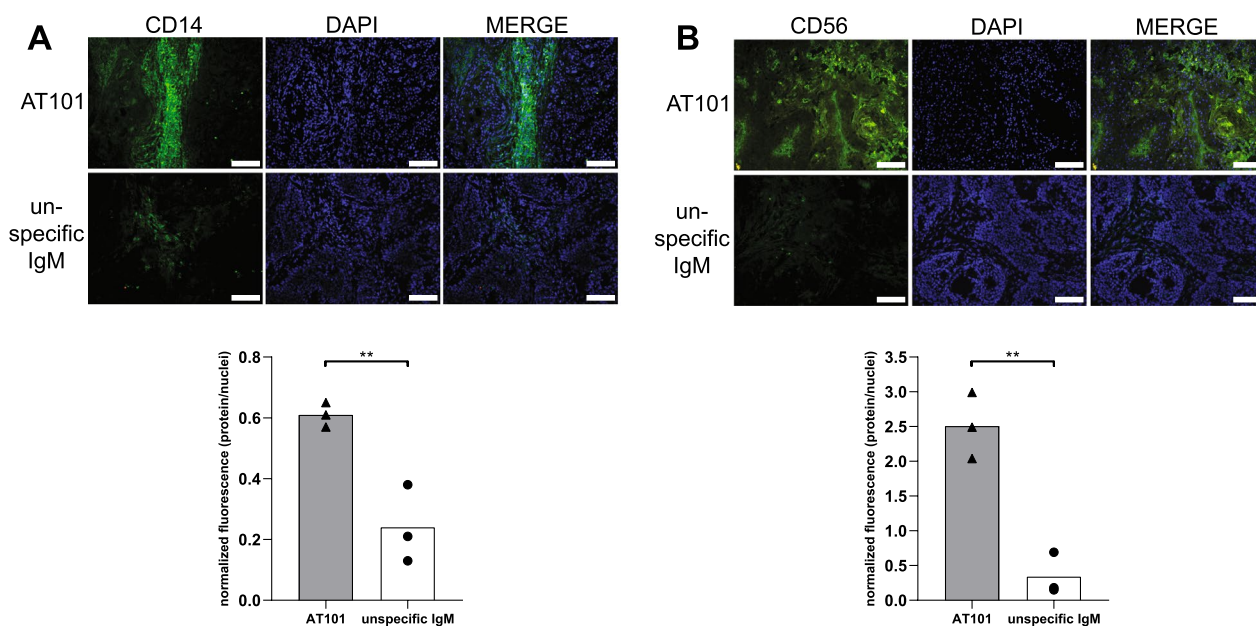 A
CD14 DAPI MERGE
AT101
un-
specific
IgM
normalized fluorescence (protein/nuclei)
0.8
0.6
0.4
0.2
0.0
**
AT101 unspecific IgM
B
CD56 DAPI MERGE
AT101
un-
specific
IgM
normalized fluorescence (protein/nuclei)
3.5
3.0
2.5
2.0
1.5
1.0
0.5
0.0
**
AT101 unspecific IgM